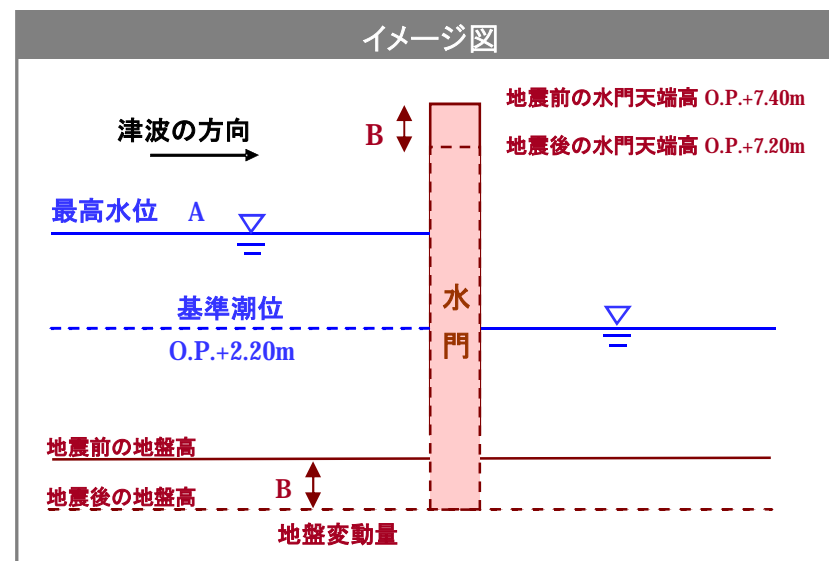 イメージ図
地震前の水門天端高 O.P.+7.40m
津波の方向
B
地震後の水門天端高 O.P.+7.20m
最高水位 A
基準潮位
O.P.+2.20m
水
門
地震前の地盤高
B
地震後の地盤高
地盤変動量